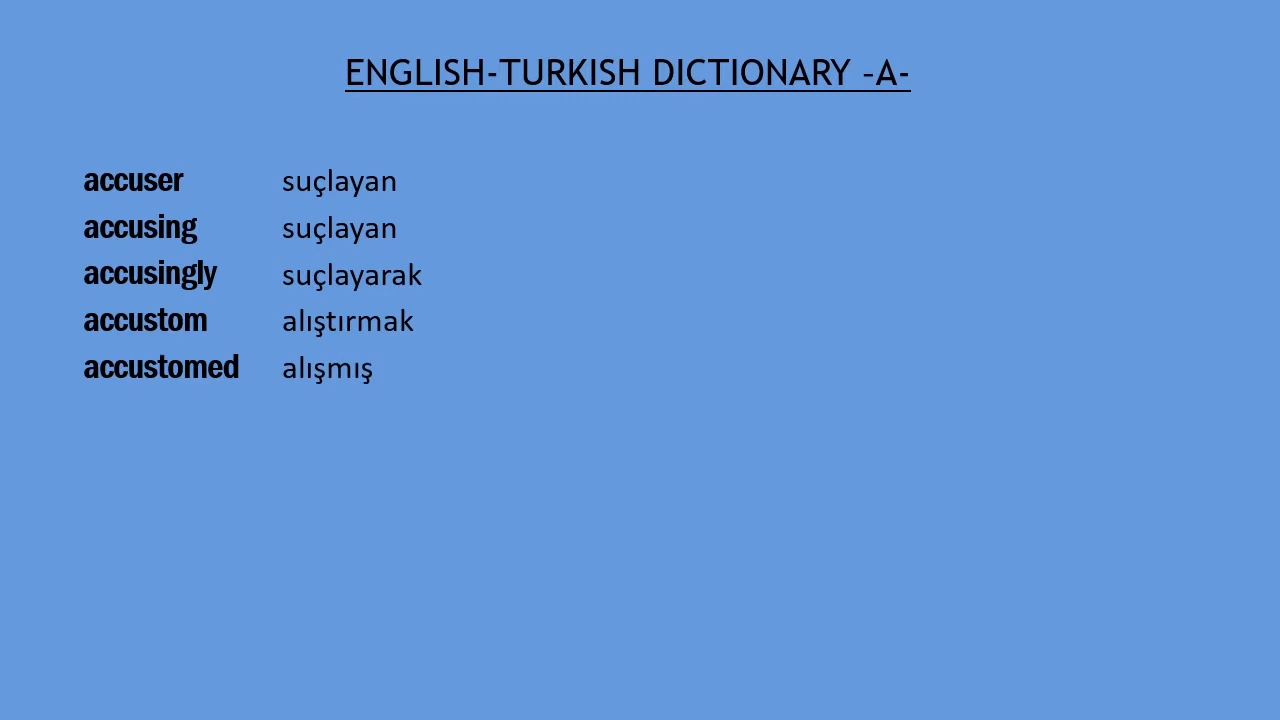 ENGLISH-TURKISH DICTIONARY –A-
accuser suçlayan
accusing suçlayan
accusingly suçlayarak
accustom alıştırmak
accustomed alışmış